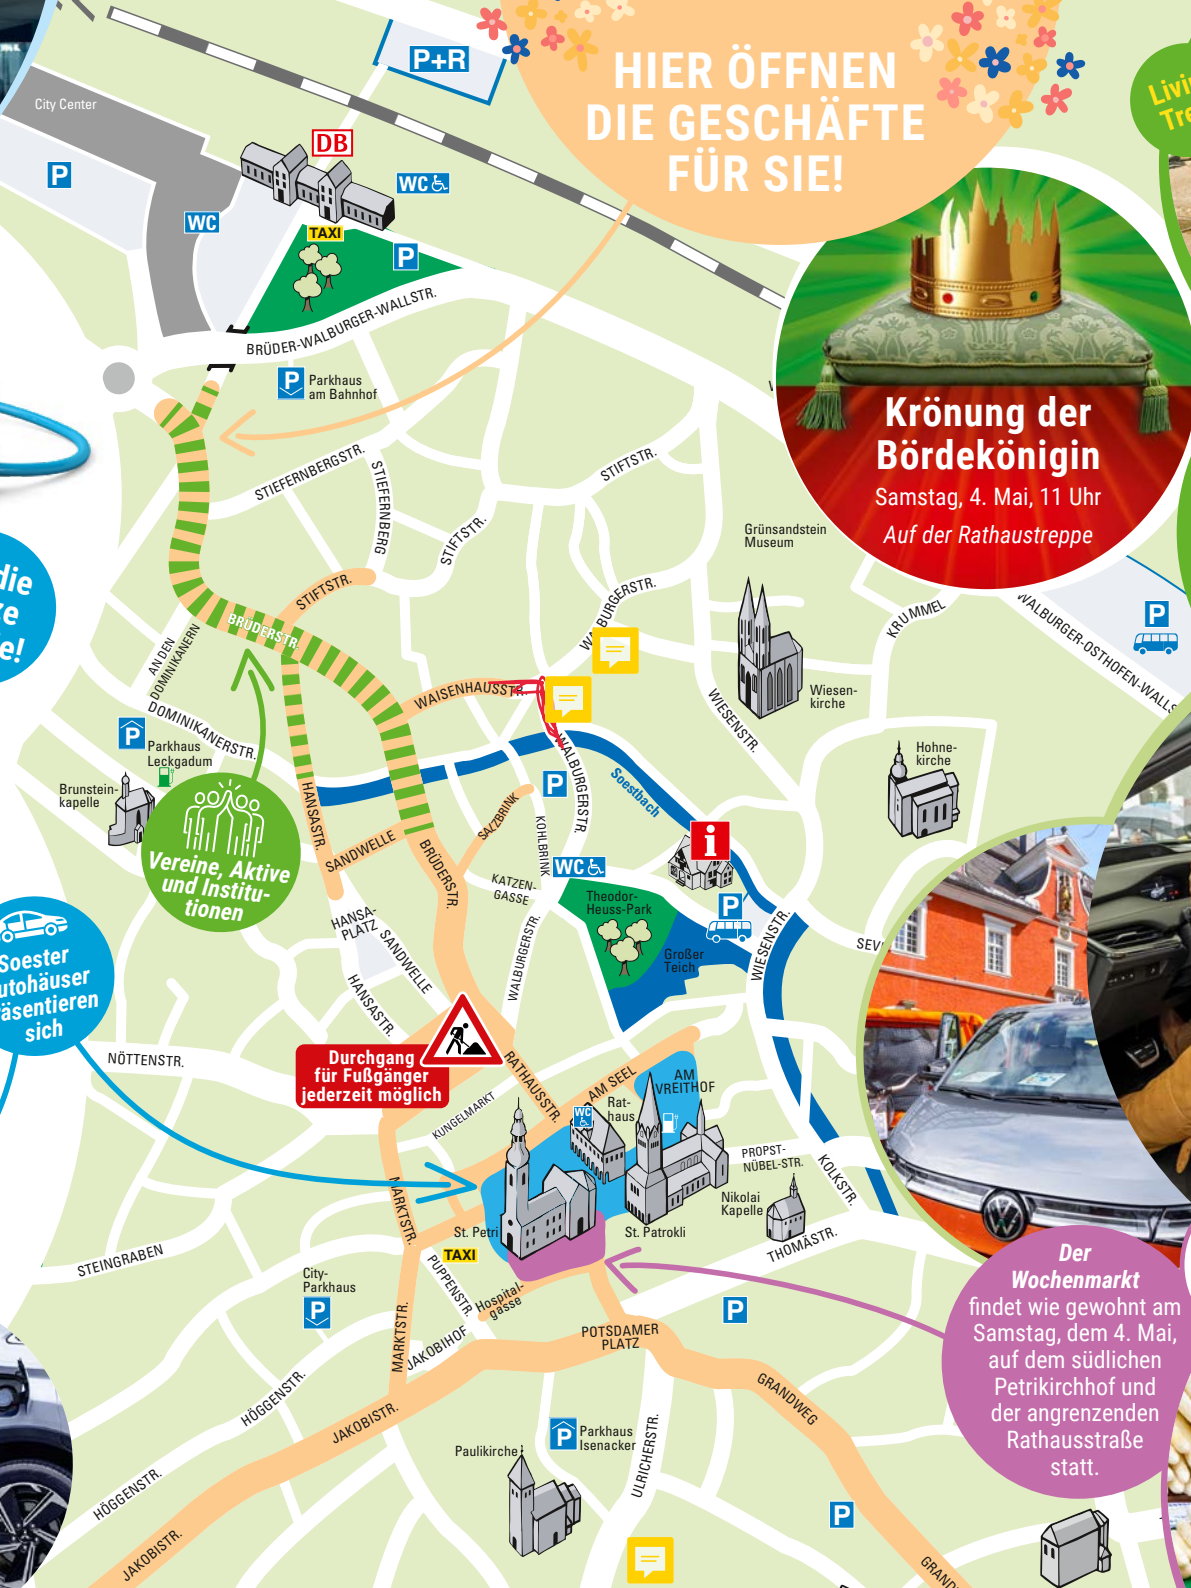 City Center
P+R
HIER ÖFFNEN
DIE GESCHÄFTE
FÜR SIE!
DB
P
WC
WC
TAXI
P
BRÜDER-WALBURGER-WALLSTR.
P
Parkhaus
am Bahnhof
Krönung der
Bördekönigin
Samstag, 4. Mai, 11 Uhr
Auf der Rathaustreppe
STIEFERNBERGSTR.
STIEFERNBERG
STIFTSTR.
STIFTSTR.
Grünsandstein
Museum
STIFTSTR.
WALBURGERSTR.
KRUMMEL
WALBURGER-OSTHOFEN-WALLS
P
die
e!
BRÜDERSTR.
AN DEN
DOMINIKANERN
DOMINIKANERSTR.
WAISENHAUSSTR.
WIESENSTR.
Wiesen-
kirche
P
Parkhaus
Leckgadum
Brunstein-
kapelle
HANSASTR.
WALBURGERSTR.
Soestbach
Hohne-
kirche
P
SALZBRINK
KOHLBRINK
Vereine, Aktive
und Institu-
tionen
SANDWELLE
BRÜDERSTR.
WC
i
KATZEN-
GASSE
Theodor-
Heuss-Park
P
HANSA-
PLATZ
SANDWELLE
WALBURGERSTR.
Großer
Teich
WIESENSTR.
SEV
Soester
utohäuser
äsentieren
sich
HANSASTR.
NÖTTENSTR.
Durchgang
für Fußgänger
jederzeit möglich
RATHAUSSTR.
AM SEEL
AM
VREITHOF
WC
Rat-
haus
KUNGELMARKT
PROPST-
NÜBEL-STR.
KOLKSTR.
MARKTSTR.
Nikolai
Kapelle
St. Petri
St. Patrokli
THOMÄSTR.
TAXI
STEINGRABEN
City-
Parkhaus
P
PUPPENSTR.
Hospital-
gasse
P
MARKTSTR.
JAKOBIHOF
POTSDAMER
PLATZ
Der
Wochenmarkt
findet wie gewohnt am
Samstag, dem 4. Mai,
auf dem südlichen
Petrikirchhof und
der angrenzenden
Rathausstraße
statt.
HÖGGENSTR.
JAKOBISTR.
GRANDWEG
P
Parkhaus
Isenacker
ULRICHERSTR.
Paulikirche
HÖGGENSTR.
P
JAKOBISTR.
GRAND
Livi
Tre